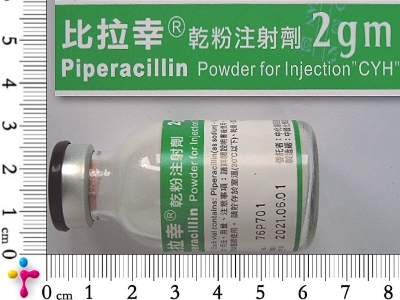 比拉幸® 乾粉注射劑 2gm
Piperacillin Powder for Injection "CYH"
比拉幸® 乾粉注射劑 2
Piperacillin Powder for Injection
Each vial contains: Piperacillin(as sodium)
76P701
2021.06.01
5
4
3
2
1
0 cm
0 cm 1 2 3 4 5 6 7 8